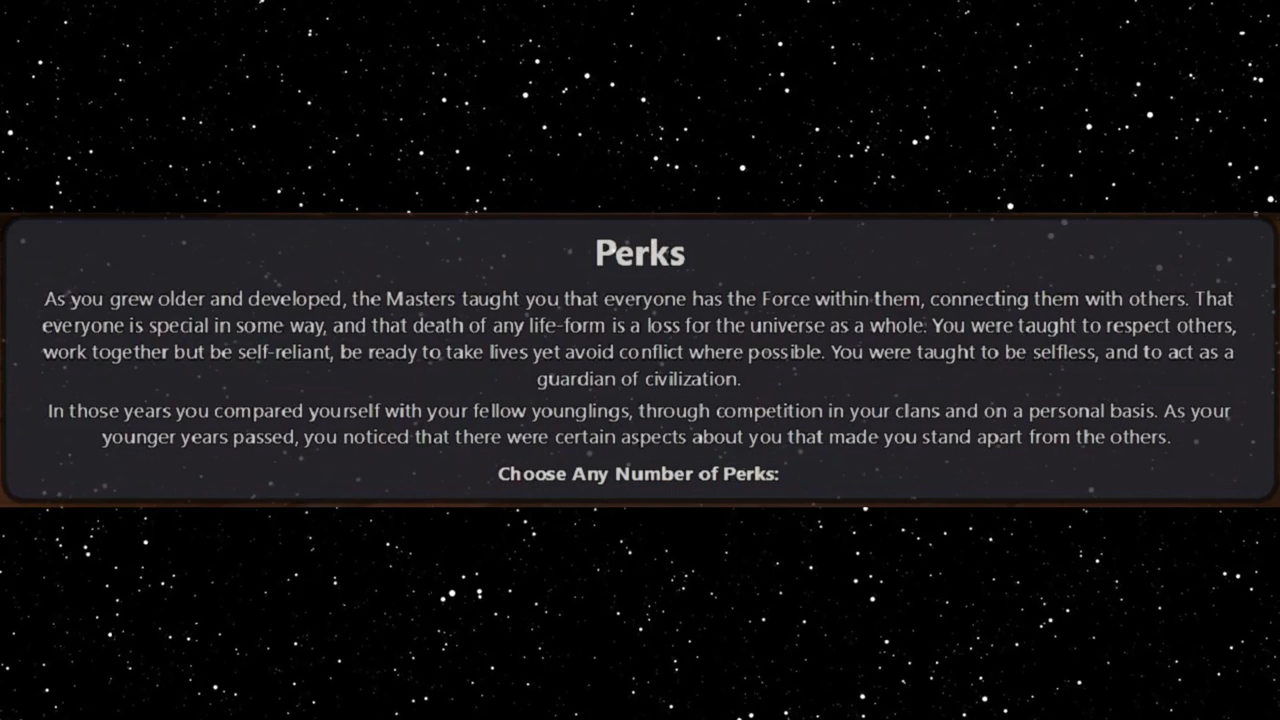 Perks
As you grew older and developed, the Masters taught you that everyone has the Force within them, connecting them with others. That
everyone is special in some way, and that death of any life-form is a loss for the universe as a whole. You were taught to respect others,
work together but be self-reliant, be ready to take lives yet avoid conflict where possible. You were taught to be selfless, and to act as a
guardian of civilization.
In those years you compared yourself with your fellow younglings, through competition in your clans and on a personal basis. As your
younger years passed, you noticed that there were certain aspects about you that made you stand apart from the others.
Choose Any Number of Perks: